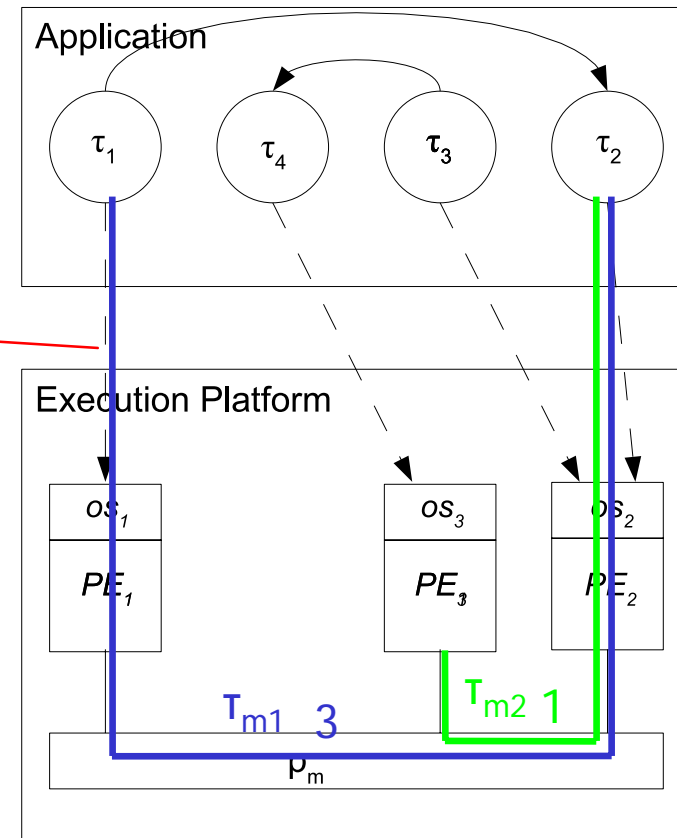 Application
τ1 τ4 τ3 τ2
Execution Platform
os1 os3 os2
PE1 PE3 PE2
τm1 3 τm2 1
pm